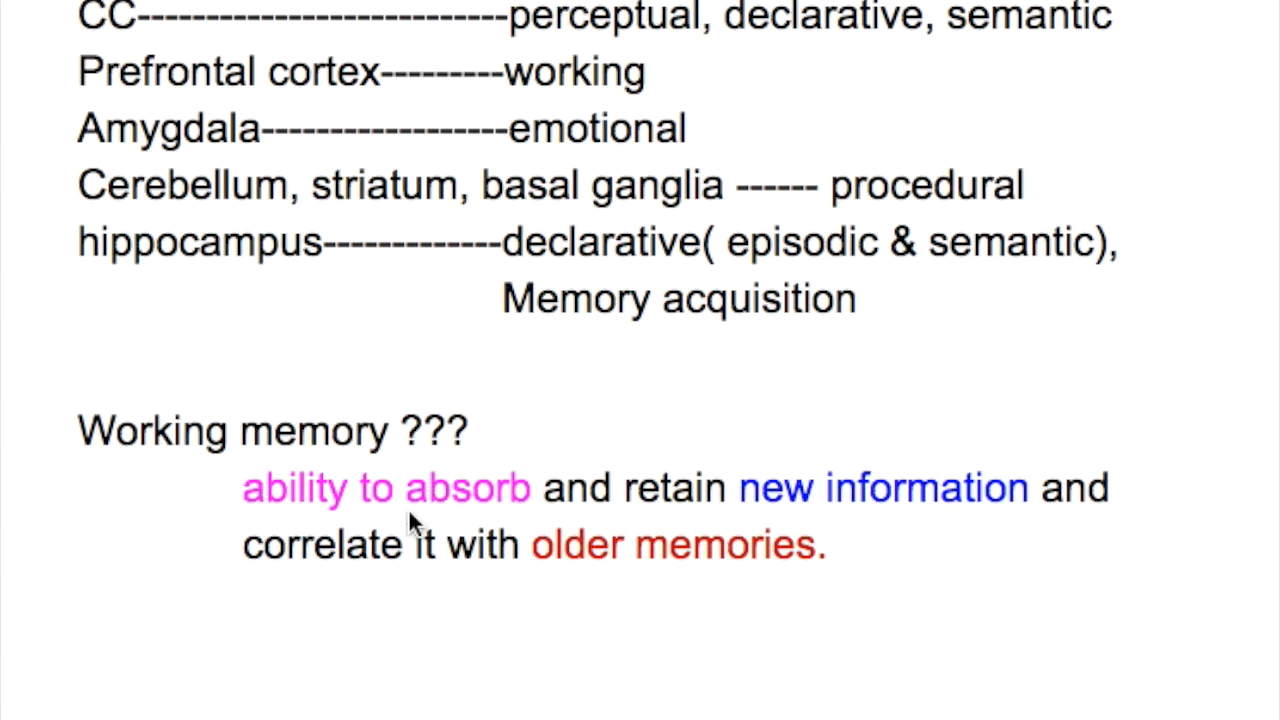 CC---------------------------perceptual, declarative, semantic
Prefrontal cortex---------working
Amygdala------------------emotional
Cerebellum, striatum, basal ganglia ------ procedural
hippocampus-------------declarative( episodic & semantic),
Memory acquisition
Working memory ???
ability to absorb and retain new information and
correlate it with older memories.